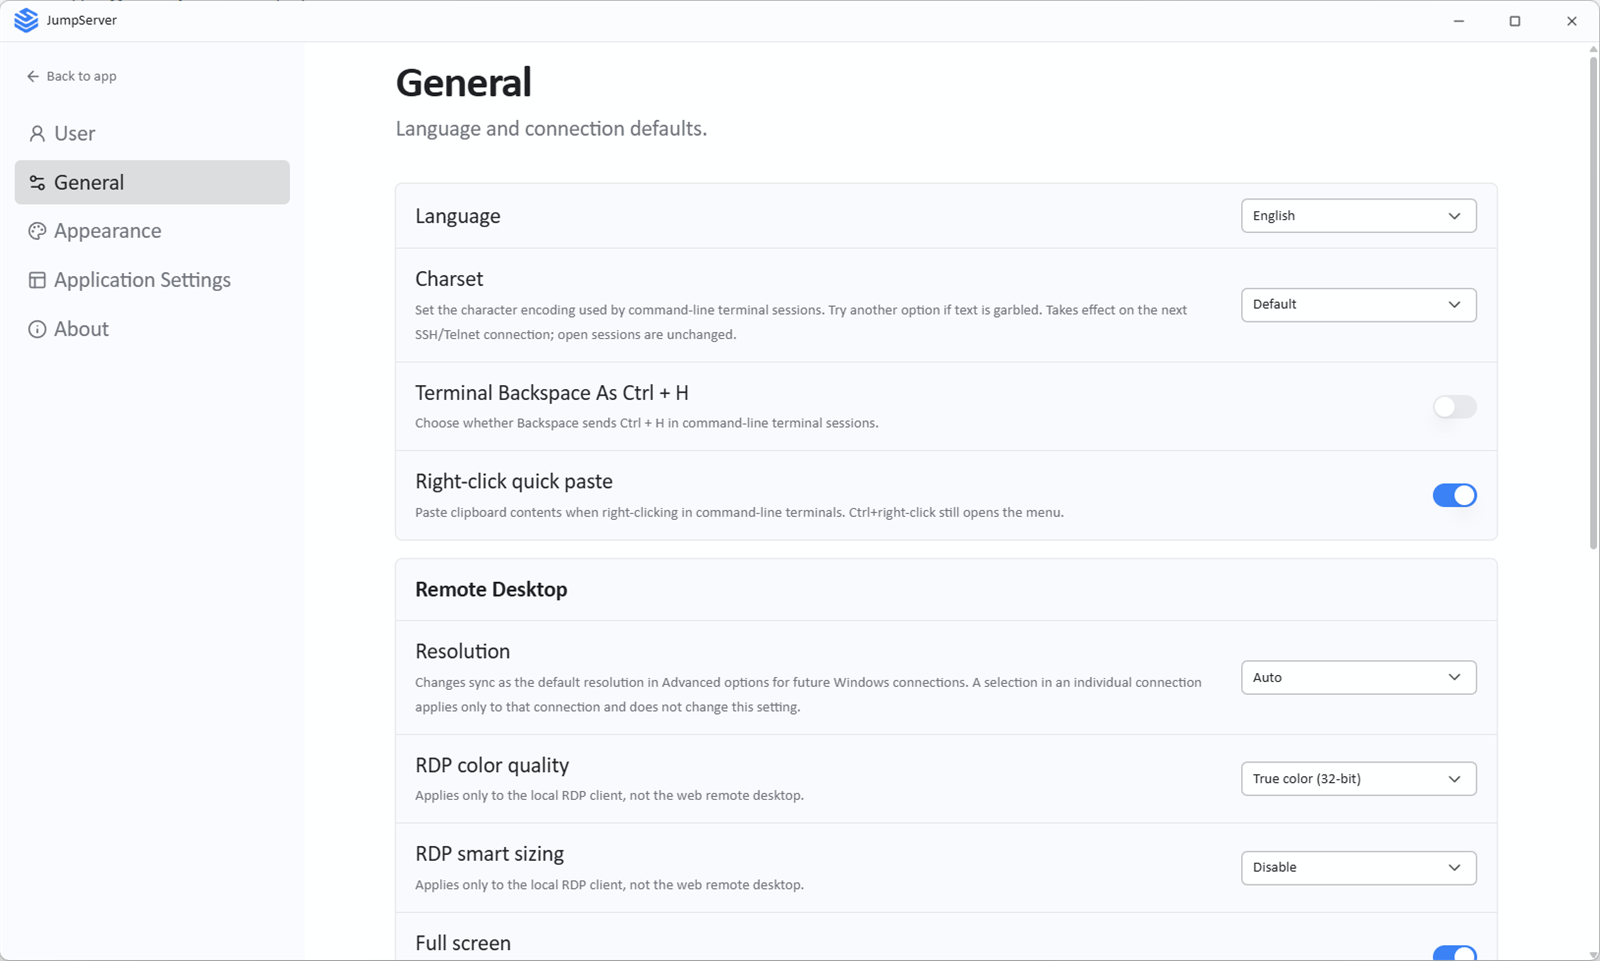 JumpServer
Back to app
User
General
Appearance
Application Settings
About
General
Language and connection defaults.
Language
English
Charset
Set the character encoding used by command-line terminal sessions. Try another option if text is garbled. Takes effect on the next
SSH/Telnet connection; open sessions are unchanged.
Default
Terminal Backspace As Ctrl + H
Choose whether Backspace sends Ctrl + H in command-line terminal sessions.
Right-click quick paste
Paste clipboard contents when right-clicking in command-line terminals. Ctrl+right-click still opens the menu.
Remote Desktop
Resolution
Changes sync as the default resolution in Advanced options for future Windows connections. A selection in an individual connection
applies only to that connection and does not change this setting.
Auto
RDP color quality
Applies only to the local RDP client, not the web remote desktop.
True color (32-bit)
RDP smart sizing
Applies only to the local RDP client, not the web remote desktop.
Disable
Full screen